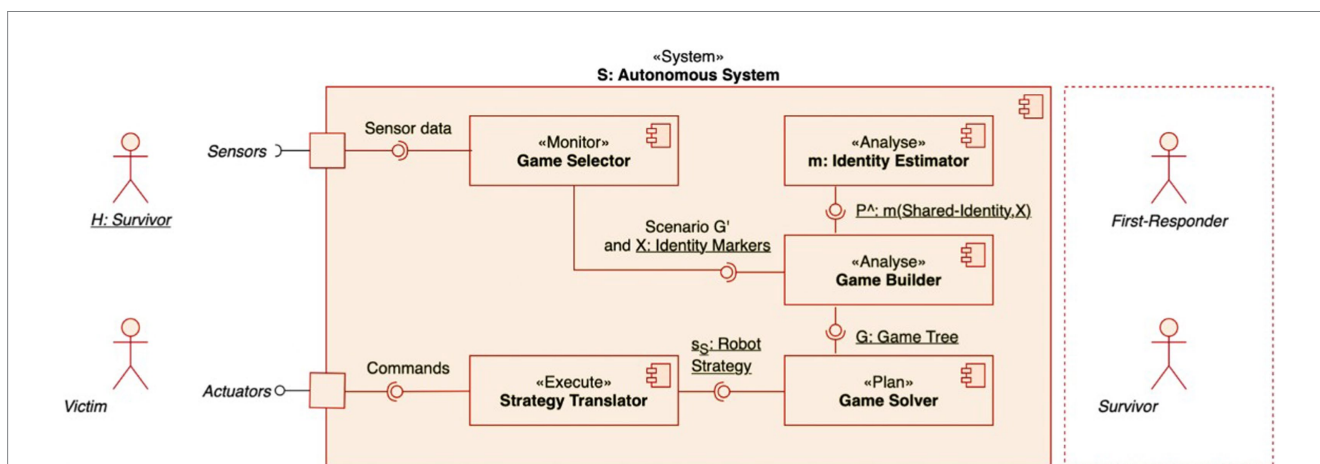 «System»
S: Autonomous System
Sensors
Sensor data
«Monitor»
Game Selector
«Analyse»
m: Identity Estimator
H: Survivor
P^: m(Shared-Identity,X)
First-Responder
Scenario G'
and X: Identity Markers
«Analyse»
Game Builder
G: Game Tree
Victim
Actuators
Commands
«Execute»
Strategy Translator
sS: Robot
Strategy
«Plan»
Game Solver
Survivor